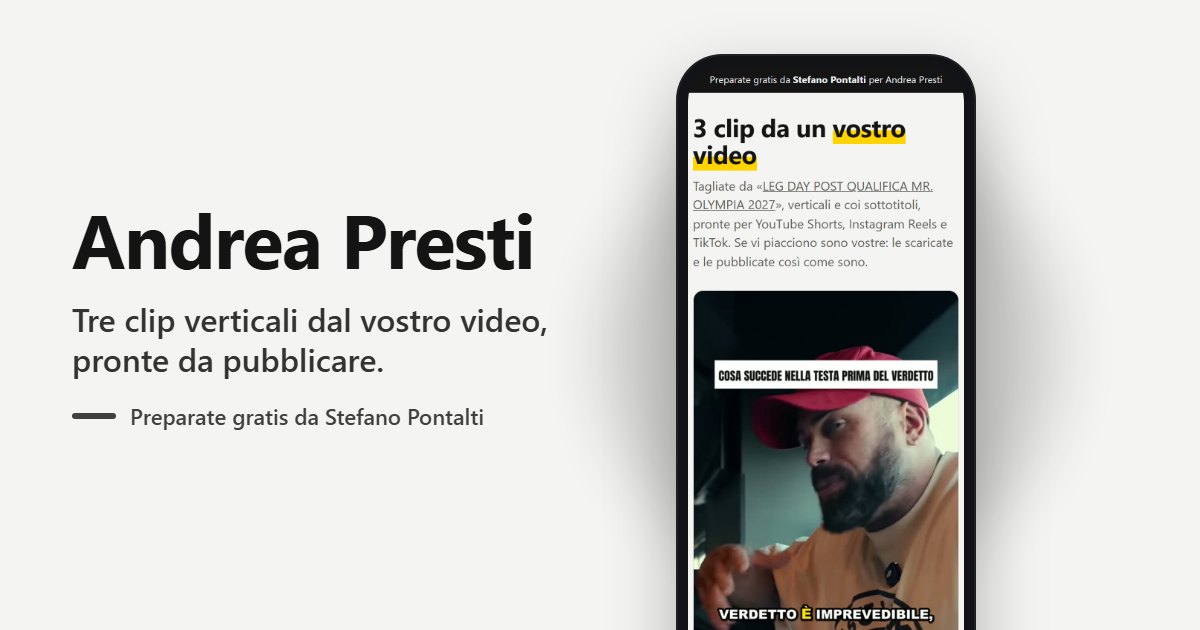 Andrea Presti
Tre clip verticali dal vostro video,
pronte da pubblicare.
Preparate gratis da Stefano Pontalti
Preparate gratis da Stefano Pontalti per Andrea Presti
3 clip da un vostro
video
Tagliate da «LEG DAY POST QUALIFICA MR.
OLYMPIA 2027», verticali e coi sottotitoli,
pronte per YouTube Shorts, Instagram Reels e
TikTok. Se vi piacciono sono vostre: le scaricate
e le pubblicate così come sono.
COSA SUCCEDE NELLA TESTA PRIMA DEL VERDETTO
VERDETTO È IMPREVEDIBILE,